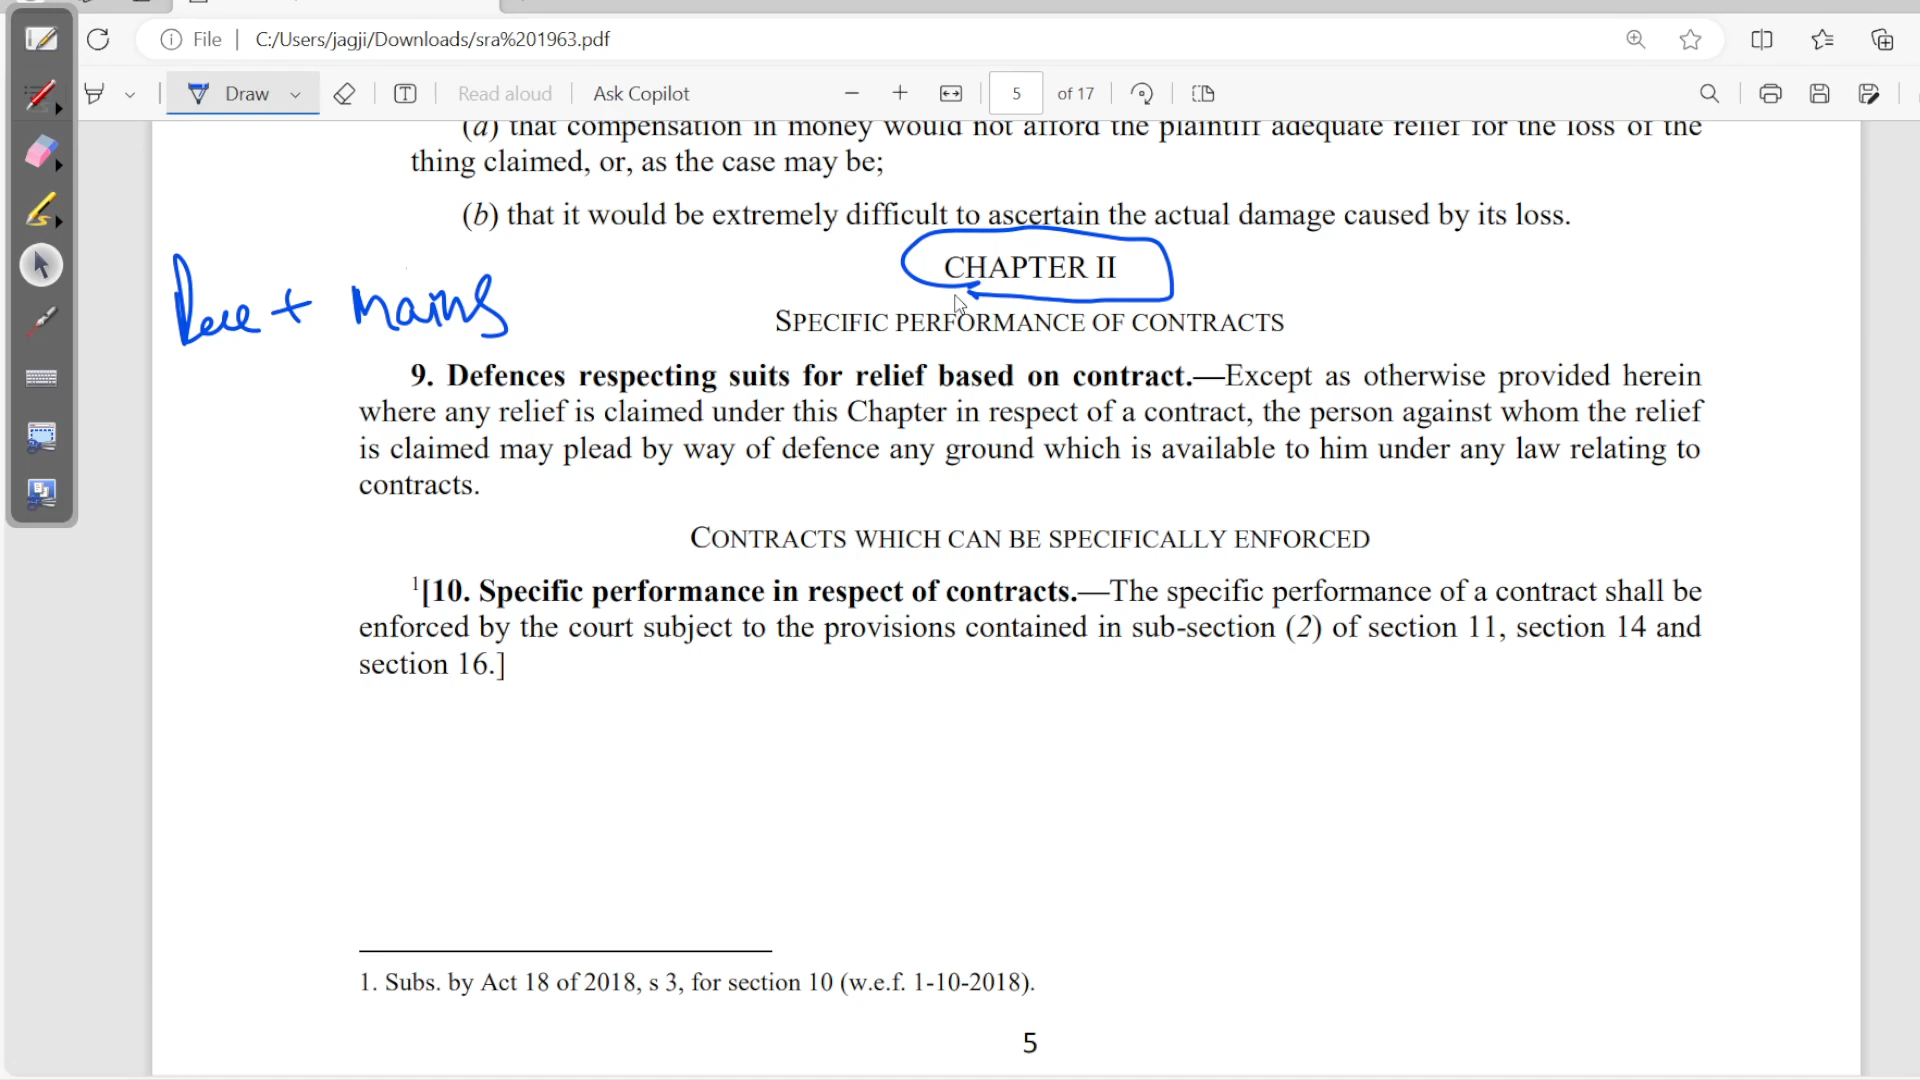 File | C:/Users/jagji/Downloads/sra%201963.pdf
Draw Read aloud Ask Copilot 5 of 17
(a) that compensation in money would not afford the plaintiff adequate relief for the loss of the
thing claimed, or, as the case may be;
(b) that it would be extremely difficult to ascertain the actual damage caused by its loss.
CHAPTER II
+ mains
SPECIFIC PERFORMANCE OF CONTRACTS
9. Defences respecting suits for relief based on contract.—Except as otherwise provided herein
where any relief is claimed under this Chapter in respect of a contract, the person against whom the relief
is claimed may plead by way of defence any ground which is available to him under any law relating to
contracts.
CONTRACTS WHICH CAN BE SPECIFICALLY ENFORCED
1[10. Specific performance in respect of contracts.—The specific performance of a contract shall be
enforced by the court subject to the provisions contained in sub-section (2) of section 11, section 14 and
section 16.]
1. Subs. by Act 18 of 2018, s 3, for section 10 (w.e.f. 1-10-2018).
5